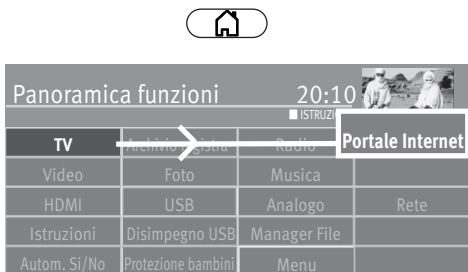 Panoramica funzioni 20:10
ISTRUZI
TV Archivio registra Radio Portale Internet
Video Foto Musica
HDMI USB Analogo Rete
Istruzioni Disimpegno USB Manager File
Autom. Si/No Protezione bambini Menu